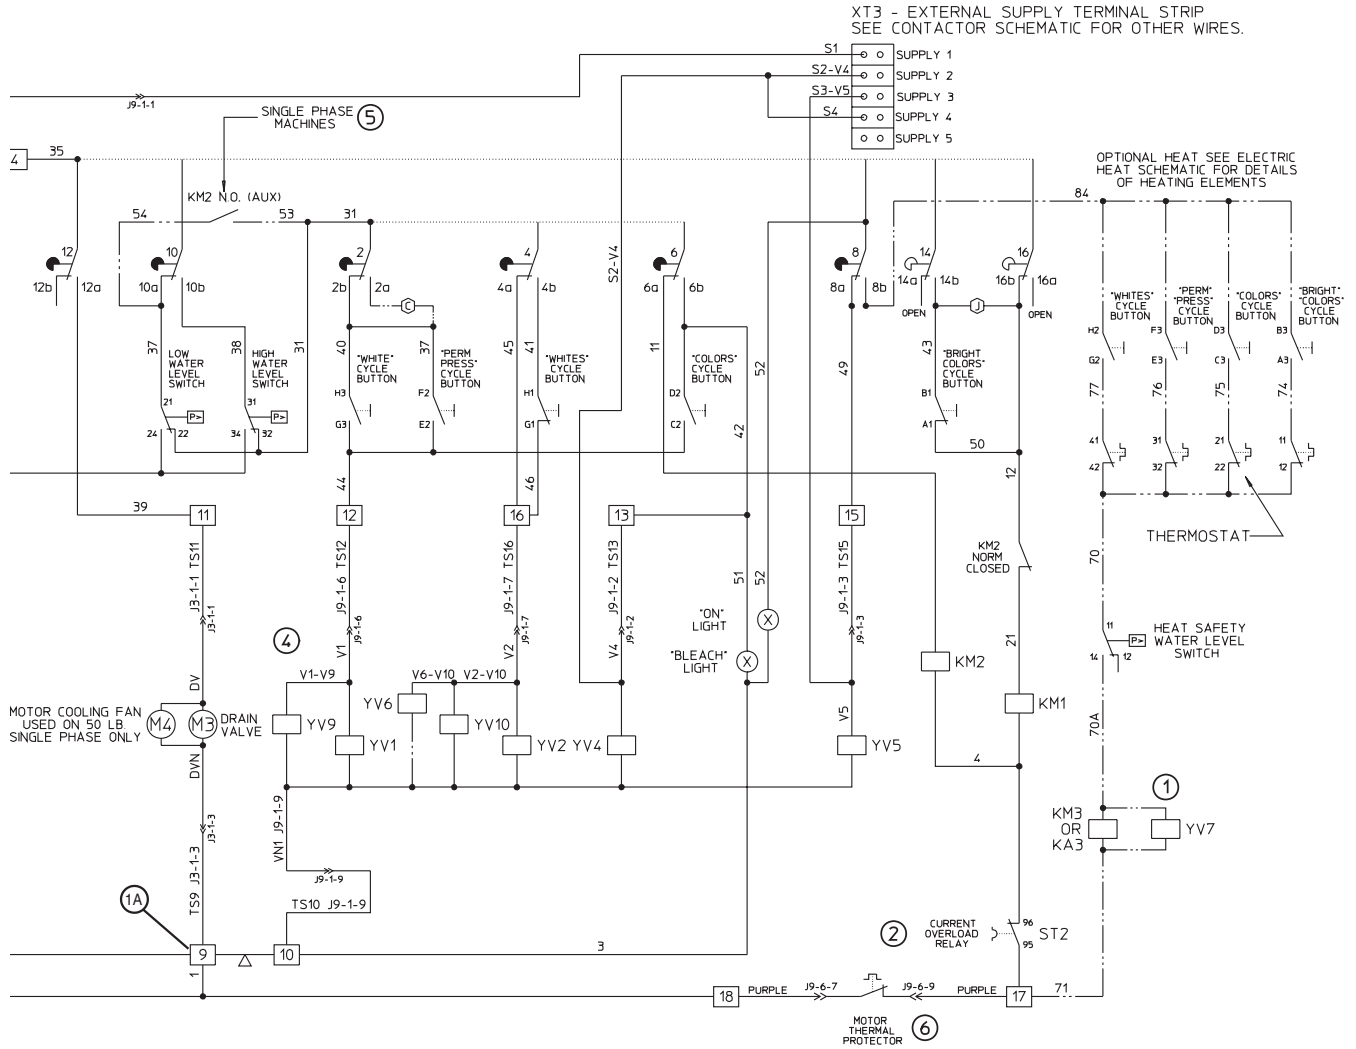 XT3 - EXTERNAL SUPPLY TERMINAL STRIP
SEE CONTACTOR SCHEMATIC FOR OTHER WIRES.
S1
SUPPLY 1
S2-V4
SUPPLY 2
S3-V5
SUPPLY 3
S4
SUPPLY 4
SUPPLY 5
J9-1-1
SINGLE PHASE
MACHINES
5
4
35
OPTIONAL HEAT SEE ELECTRIC
HEAT SCHEMATIC FOR DETAILS
OF HEATING ELEMENTS
84
KM2 N.O. (AUX)
54
53
31
12
12b
12a
10
10a
10b
2
2b
2a
C
4
4a
4b
S2-V4
6
6a
6b
8
8a
8b
14
14a
14b
OPEN
J
16
16b
16a
OPEN
37
LOW
WATER
LEVEL
SWITCH
38
HIGH
WATER
LEVEL
SWITCH
31
40
"WHITE"
CYCLE
BUTTON
37
"PERM
PRESS"
CYCLE
BUTTON
45
41
"WHITES"
CYCLE
BUTTON
11
"COLORS"
CYCLE
BUTTON
42
52
49
43
"BRIGHT
COLORS"
CYCLE
BUTTON
"WHITES"
CYCLE
BUTTON
"PERM
PRESS"
CYCLE
BUTTON
"COLORS"
CYCLE
BUTTON
"BRIGHT"
"COLORS"
CYCLE
BUTTON
H2
G2
F3
E3
D3
C3
B3
A3
77
76
75
74
21
P>
24
22
31
P>
34
32
H3
G3
F2
E2
H1
G1
D2
C2
B1
A1
50
41
42
31
32
21
22
11
12
THERMOSTAT
39
44
46
12
11
12
16
13
15
J3-1-1 TS11
J3-1-1
J9-1-6 TS12
J9-1-6
J9-1-7 TS16
J9-1-7
J9-1-2 TS13
J9-1-2
51
52
J9-1-3 TS15
J9-1-3
KM2
NORM
CLOSED
70
21
4
"ON"
LIGHT
X
"BLEACH"
LIGHT
X
KM2
KM1
11
P>
14
12
HEAT SAFETY
WATER LEVEL
SWITCH
DV
V1
V2
V4
V1-V9
V6-V10
V2-V10
MOTOR COOLING FAN
USED ON 50 LB.
SINGLE PHASE ONLY
M4
M3
DRAIN
VALVE
YV9
YV1
YV6
YV10
YV2
YV4
V5
YV5
70A
4
DVN
J3-1-3
TS9 J3-1-3
VN1 J9-1-9
J9-1-9
TS10 J9-1-9
1
KM3
OR
KA3
YV7
1A
2
CURRENT
OVERLOAD
RELAY
96
95
ST2
9
10
3
1
18
PURPLE
J9-6-7
J9-6-9
PURPLE
17
71
MOTOR
THERMAL
PROTECTOR
6